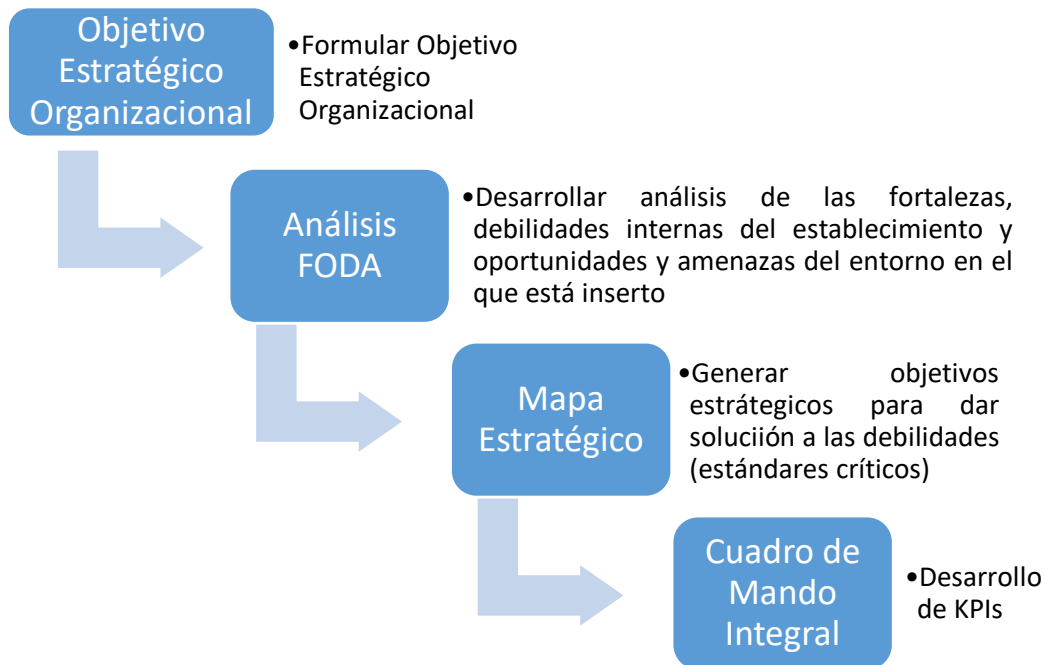 Objetivo
Estratégico
Organizacional
•Formular Objetivo
Estratégico
Organizacional
Análisis
FODA
•Desarrollar análisis de las fortalezas,
debilidades internas del establecimiento y
oportunidades y amenazas del entorno en el
que está inserto
Mapa
Estratégico
•Generar objetivos
estrátegicos para dar
soluciión a las debilidades
(estándares críticos)
Cuadro de
Mando
Integral
•Desarrollo
de KPIs